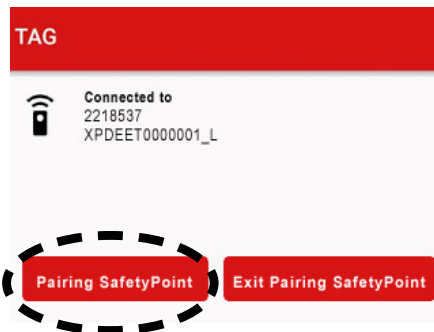 TAG
Connected to
2218537
XPDEET0000001_L
Pairing SafetyPoint
Exit Pairing SafetyPoint